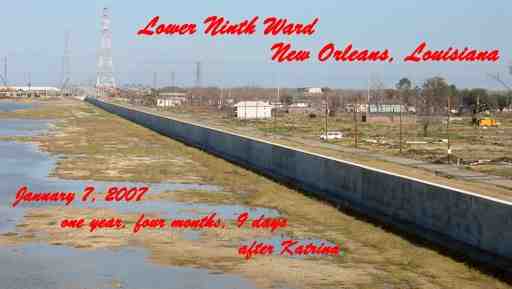 Lower Ninth Ward
New Orleans, Louisiana
January 7, 2007
one year, four months, 9 days
after Katrina